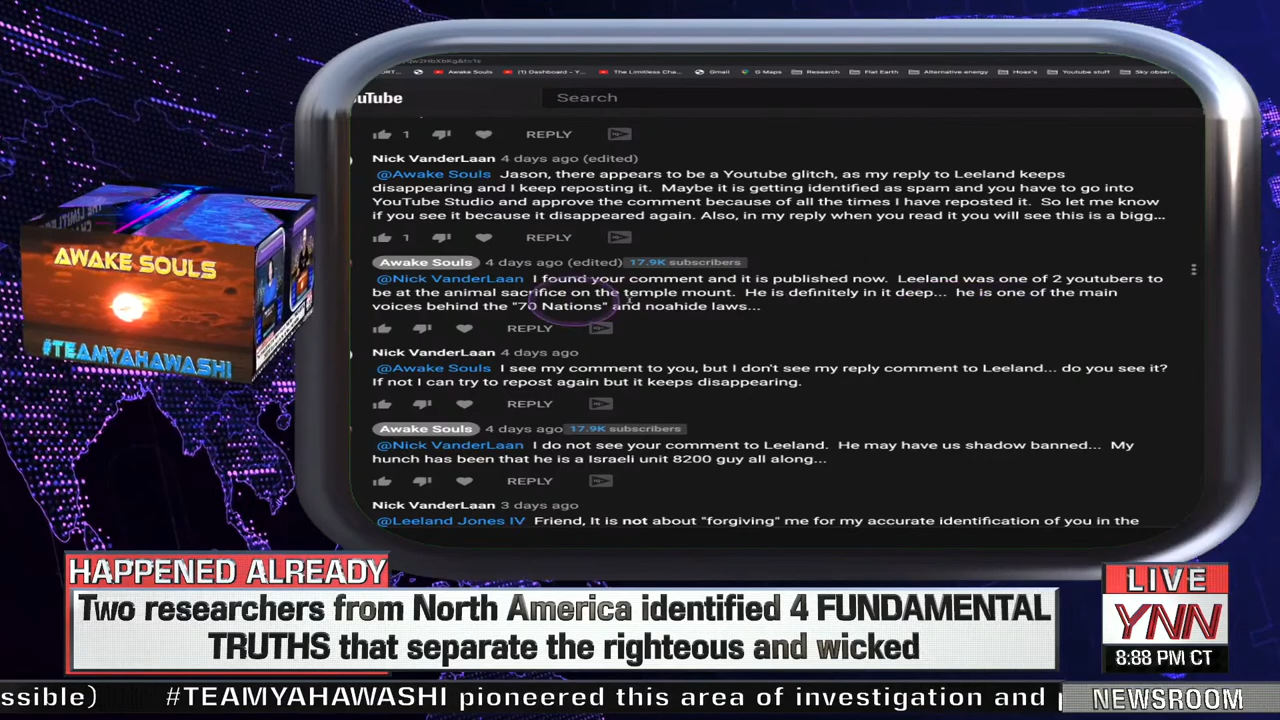 qw2HbXbKg&t=1s
Awake Souls
(1) Dashboard - Y...
The Limitless Cha...
Gmail
G Maps
Research
Flat Earth
Alternative energy
Hoax's
Youtube stuff
Sky obser
uTube
Search
1 REPLY
Nick VanderLaan 4 days ago (edited)
@Awake Souls Jason, there appears to be a Youtube glitch, as my reply to Leeland keeps
disappearing and I keep reposting it. Maybe it is getting identified as spam and you have to go into
YouTube Studio and approve the comment because of all the times I have reposted it. So let me know
if you see it because it disappeared again. Also, in my reply when you read it you will see this is a bigg...
1 REPLY
Awake Souls 4 days ago (edited) 17.9K subscribers
@Nick VanderLaan I found your comment and it is published now. Leeland was one of 2 youtubers to
be at the animal sacrifice on the temple mount. He is definitely in it deep... he is one of the main
voices behind the "70 Nations" and noahide laws...
REPLY
Nick VanderLaan 4 days ago
@Awake Souls I see my comment to you, but I don't see my reply comment to Leeland... do you see it?
If not I can try to repost again but it keeps disappearing.
REPLY
Awake Souls 4 days ago 17.9K subscribers
@Nick VanderLaan I do not see your comment to Leeland. He may have us shadow banned... My
hunch has been that he is a Israeli unit 8200 guy all along...
REPLY
Nick VanderLaan 3 days ago
@Leeland Jones IV Friend, It is not about "forgiving" me for my accurate identification of you in the
AWAKE SOULS
#TEAMYAHAWASHI
HAPPENED ALREADY
Two researchers from North America identified 4 FUNDAMENTAL
TRUTHS that separate the righteous and wicked
LIVE
YNN
8:88 PM CT
ssible) #TEAMYAHAWASHI pioneered this area of investigation and
NEWSROOM